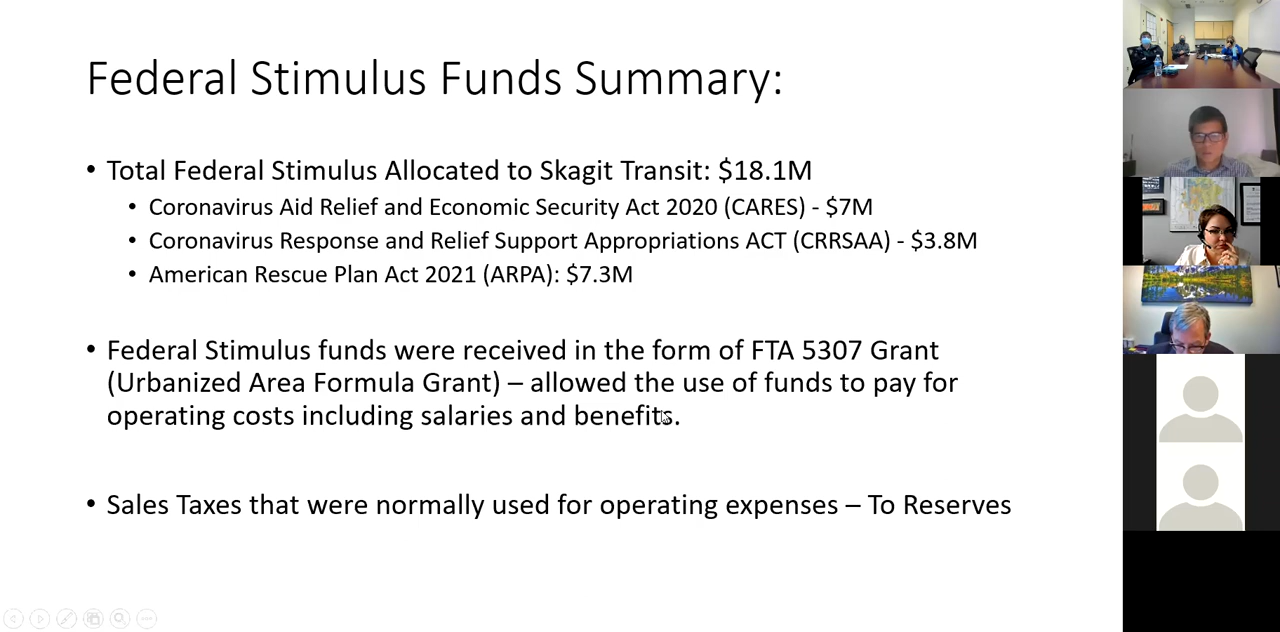 Federal Stimulus Funds Summary:
• Total Federal Stimulus Allocated to Skagit Transit: $18.1M
• Coronavirus Aid Relief and Economic Security Act 2020 (CARES) - $7M
• Coronavirus Response and Relief Support Appropriations ACT (CRRSAA) - $3.8M
• American Rescue Plan Act 2021 (ARPA): $7.3M
• Federal Stimulus funds were received in the form of FTA 5307 Grant
(Urbanized Area Formula Grant) – allowed the use of funds to pay for
operating costs including salaries and benefits.
• Sales Taxes that were normally used for operating expenses – To Reserves